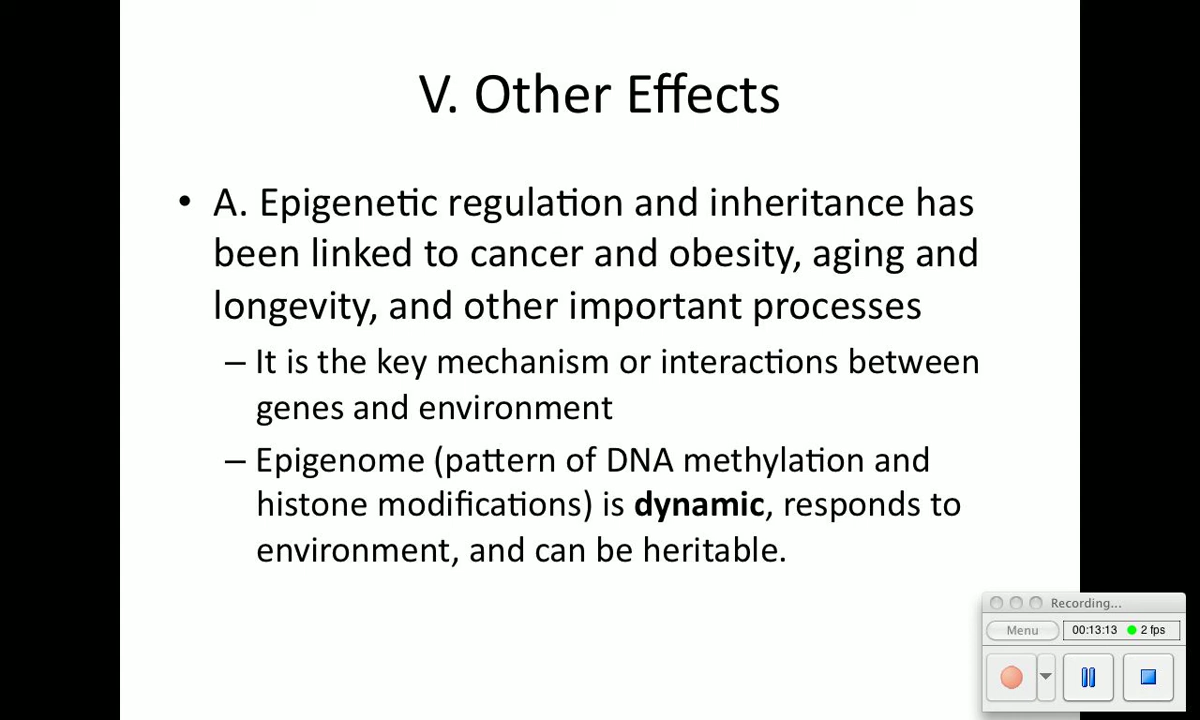 V. Other Effects
• A. Epigenetic regulation and inheritance has
been linked to cancer and obesity, aging and
longevity, and other important processes
– It is the key mechanism or interactions between
genes and environment
– Epigenome (pattern of DNA methylation and
histone modifications) is dynamic, responds to
environment, and can be heritable.
Recording...
Menu 00:13:13 2 fps